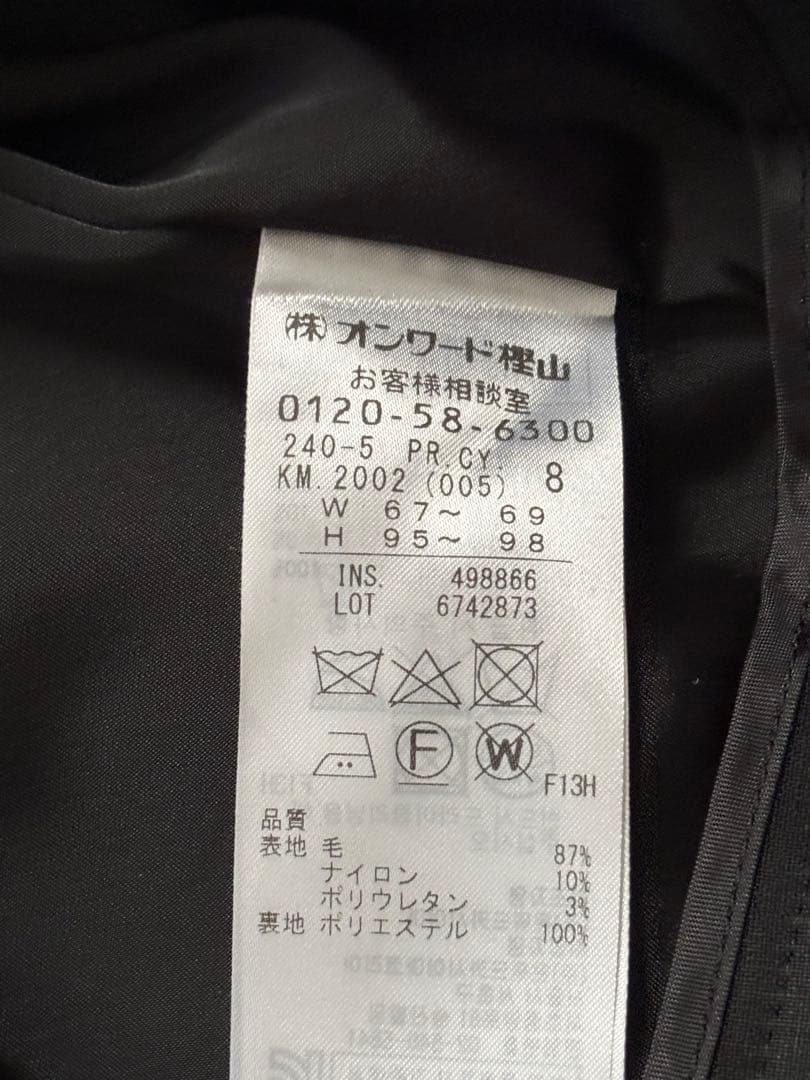 (株)オンワード樫山
お客様相談室
0120-58-6300
240-5 PR.CY. 8
KM.2002 (005)
W 67～ 69
H 95～ 98
INS. 498866
LOT 6742873
F W
F13H
品質
表地 毛 87%
ナイロン 10%
ポリウレタン 3%
裏地 ポリエステル 100%